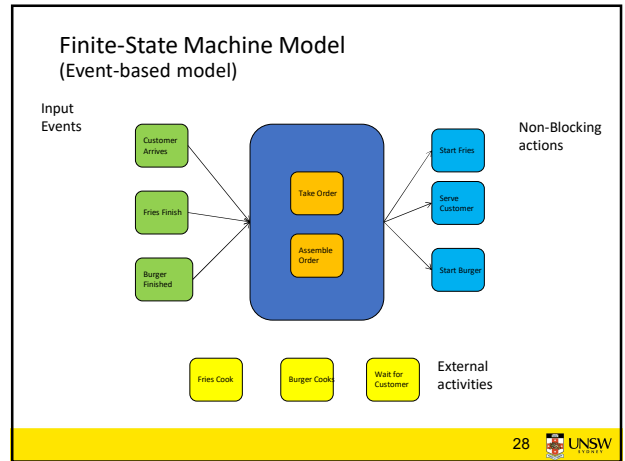 Finite-State Machine Model
(Event-based model)
Input
Events
Customer
Arrives
Fries Finish
Burger
Finished
Take Order
Assemble
Order
Start Fries
Serve
Customer
Start Burger
Non-Blocking
actions
Fries Cook
Burger Cooks
Wait for
Customer
External
activities
28
UNSW
SYDNEY